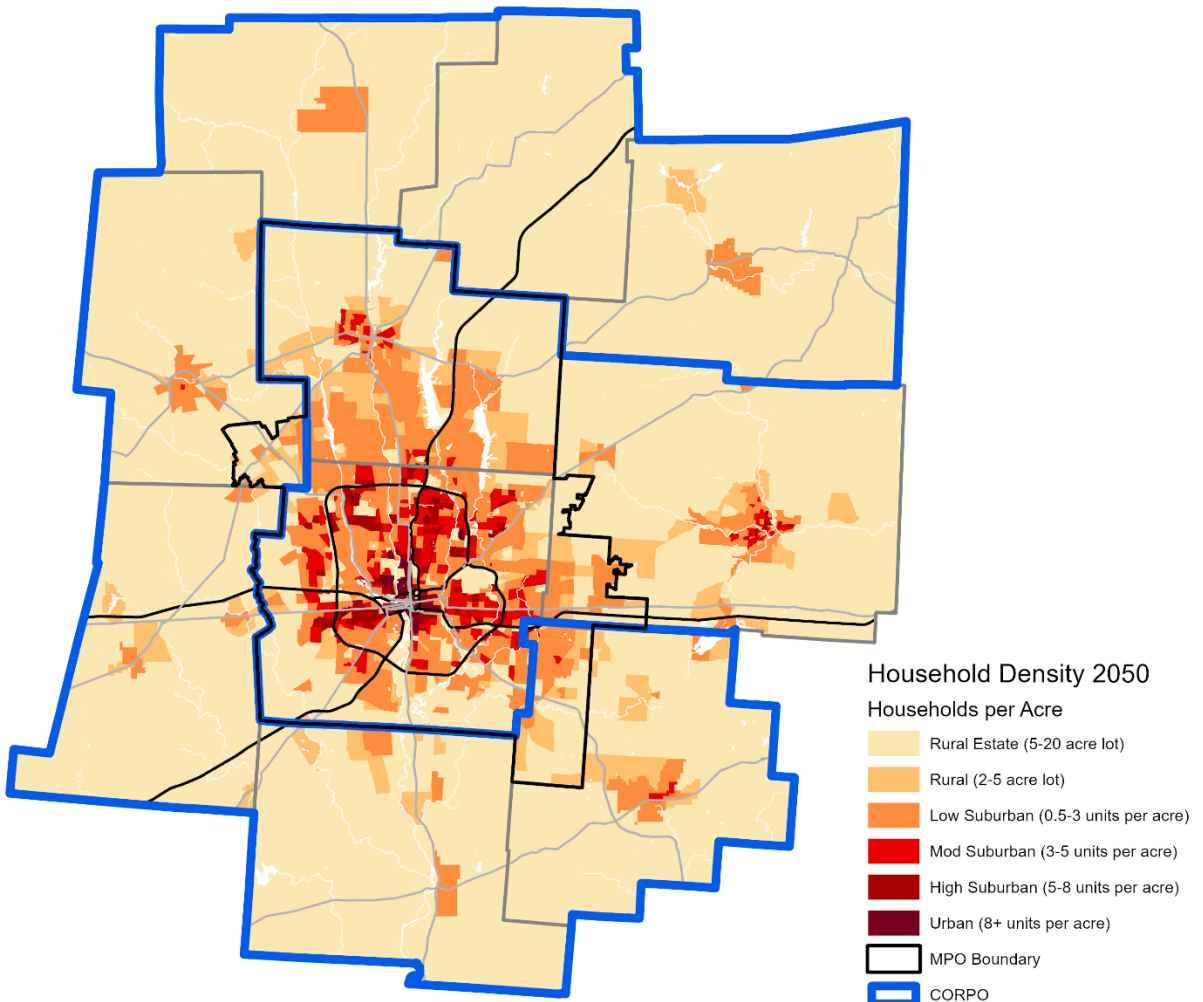 Household Density 2050
Households per Acre
Rural Estate (5-20 acre lot)
Rural (2-5 acre lot)
Low Suburban (0.5-3 units per acre)
Mod Suburban (3-5 units per acre)
High Suburban (5-8 units per acre)
Urban (8+ units per acre)
MPO Boundary
CORPO